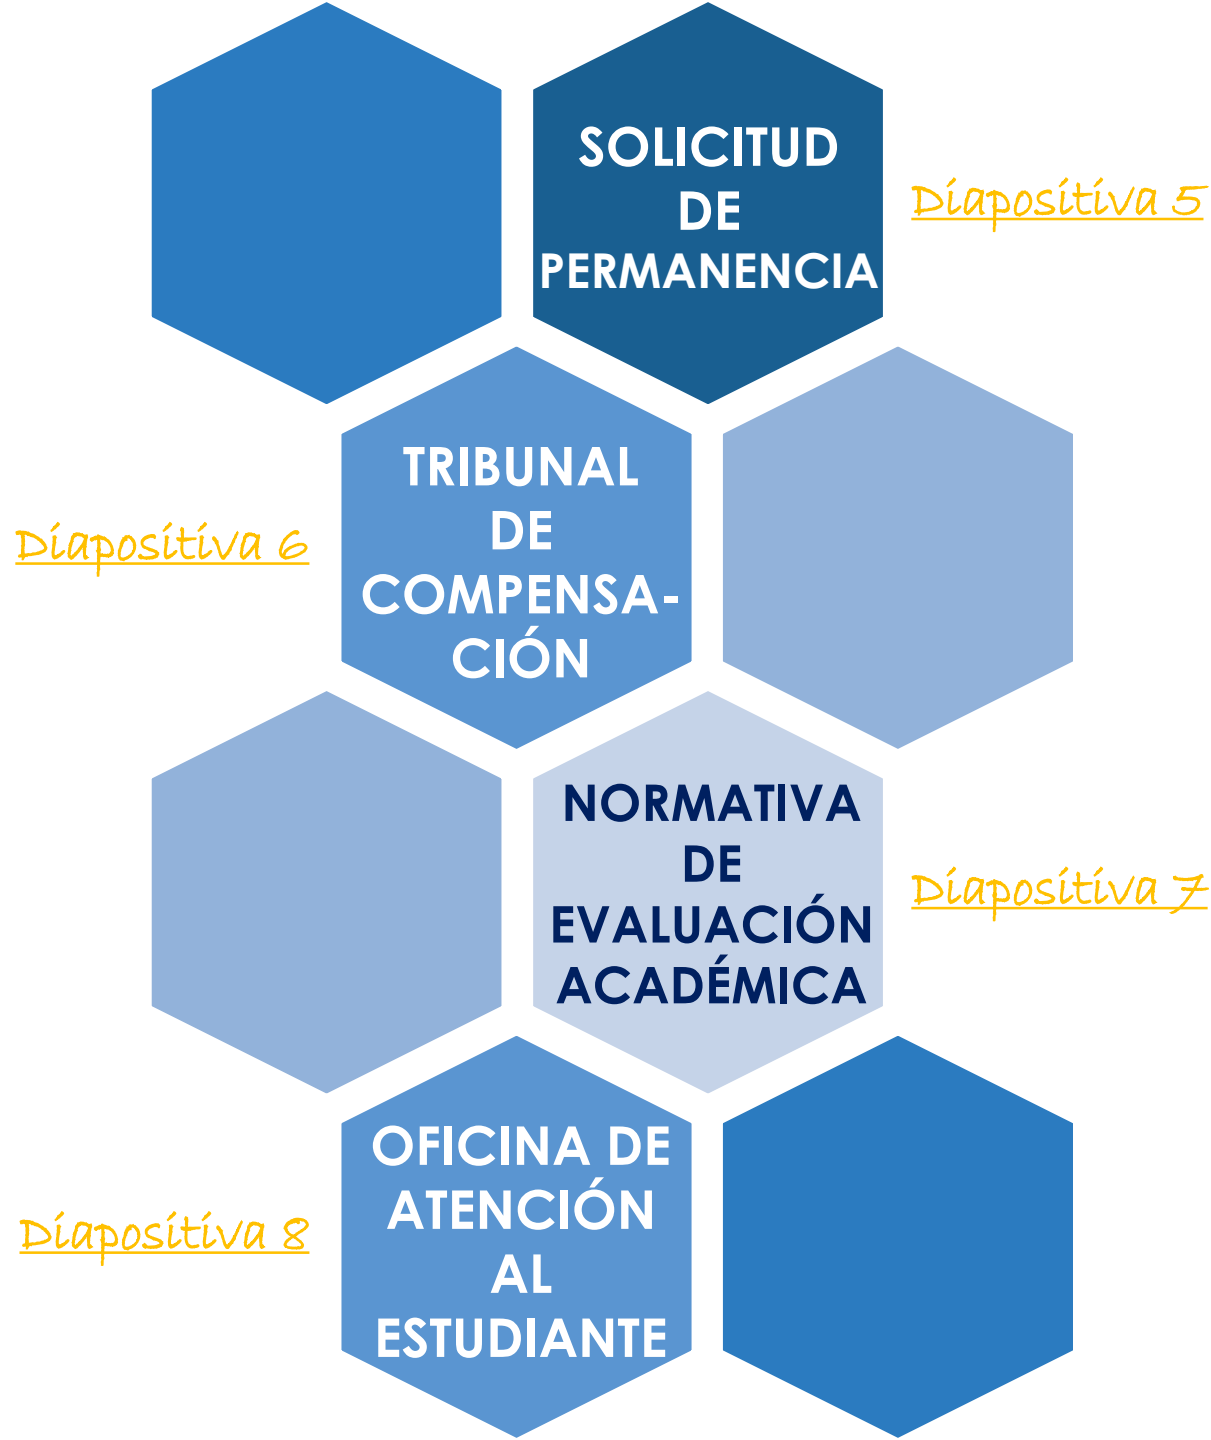 SOLICITUD
DE
PERMANENCIA
Diapositiva 5
TRIBUNAL
DE
COMPENSA-
CIÓN
Diapositiva 6
NORMATIVA
DE
EVALUACIÓN
ACADÉMICA
Diapositiva 7
OFICINA DE
ATENCIÓN
AL
ESTUDIANTE
Diapositiva 8